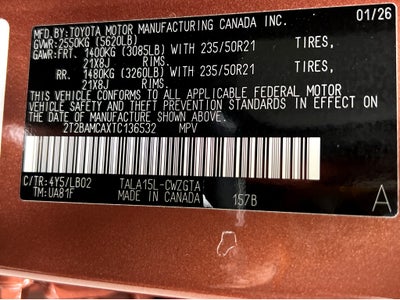 MFD.BY:TOYOTA MOTOR MANUFACTURING CANADA INC. 01/26
GVWR:2550KG (5620LB)
GAWR:FRT. 1400KG (3085LB) WITH 235/50R21 TIRES,
21X8J RIMS.
RR. 1480KG (3260LB) WITH 235/50R21 TIRES,
21X8J RIMS.
THIS VEHICLE CONFORMS TO ALL APPLICABLE FEDERAL MOTOR
VEHICLE SAFETY AND THEFT PREVENTION STANDARDS IN EFFECT ON
THE DATE OF MANUFACTURE SHOWN ABOVE.
2T2BAMCAXTC136532 MPV
C/TR:4Y5/LB02 TALA15L-CWZGTA
TM:UA81F MADE IN CANADA 157B A